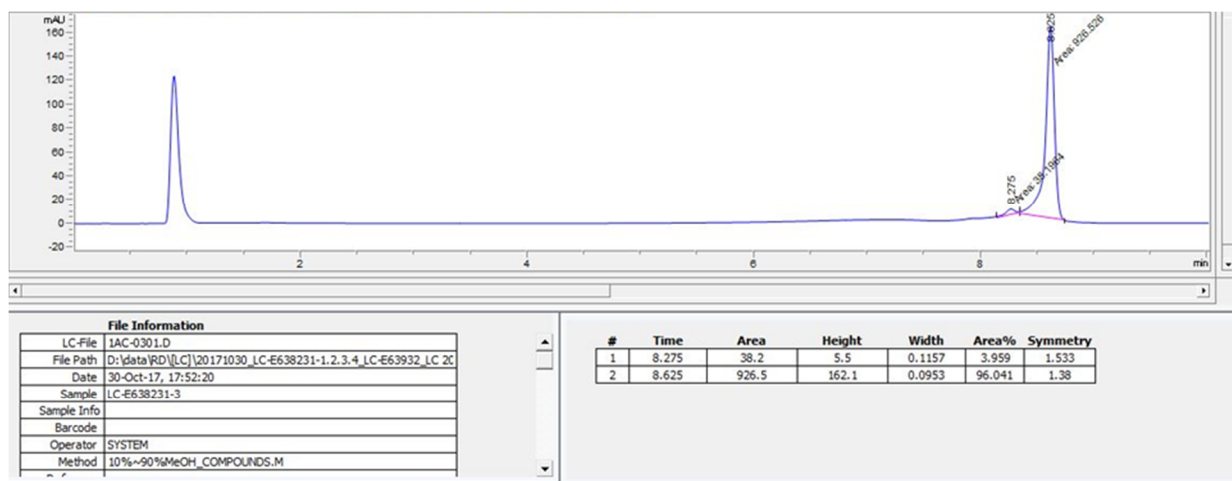 mAU
160
140
120
100
80
60
40
20
0
-20
8.275
Area: 38.1964
8.625
Area: 926.526
2 4 6 8 min
File Information
LC-File 1AC-0301.D
File Path D:\data\RD\[LC]\20171030_LC-E638231-1.2.3.4_LC-E63932_LC 20
Date 30-Oct-17, 17:52:20
Sample LC-E638231-3
Sample Info
Barcode
Operator SYSTEM
Method 10%~90%MeOH_COMPOUNDS.M
# Time Area Height Width Area% Symmetry
1 8.275 38.2 5.5 0.1157 3.959 1.533
2 8.625 926.5 162.1 0.0953 96.041 1.38